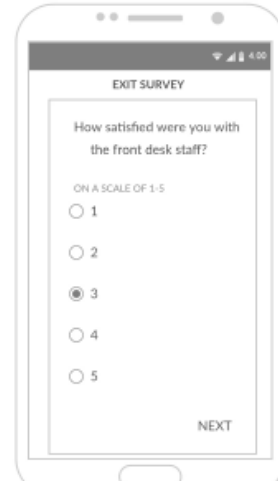 4:00
EXIT SURVEY
How satisfied were you with
the front desk staff?
ON A SCALE OF 1-5
1
2
3
4
5
NEXT